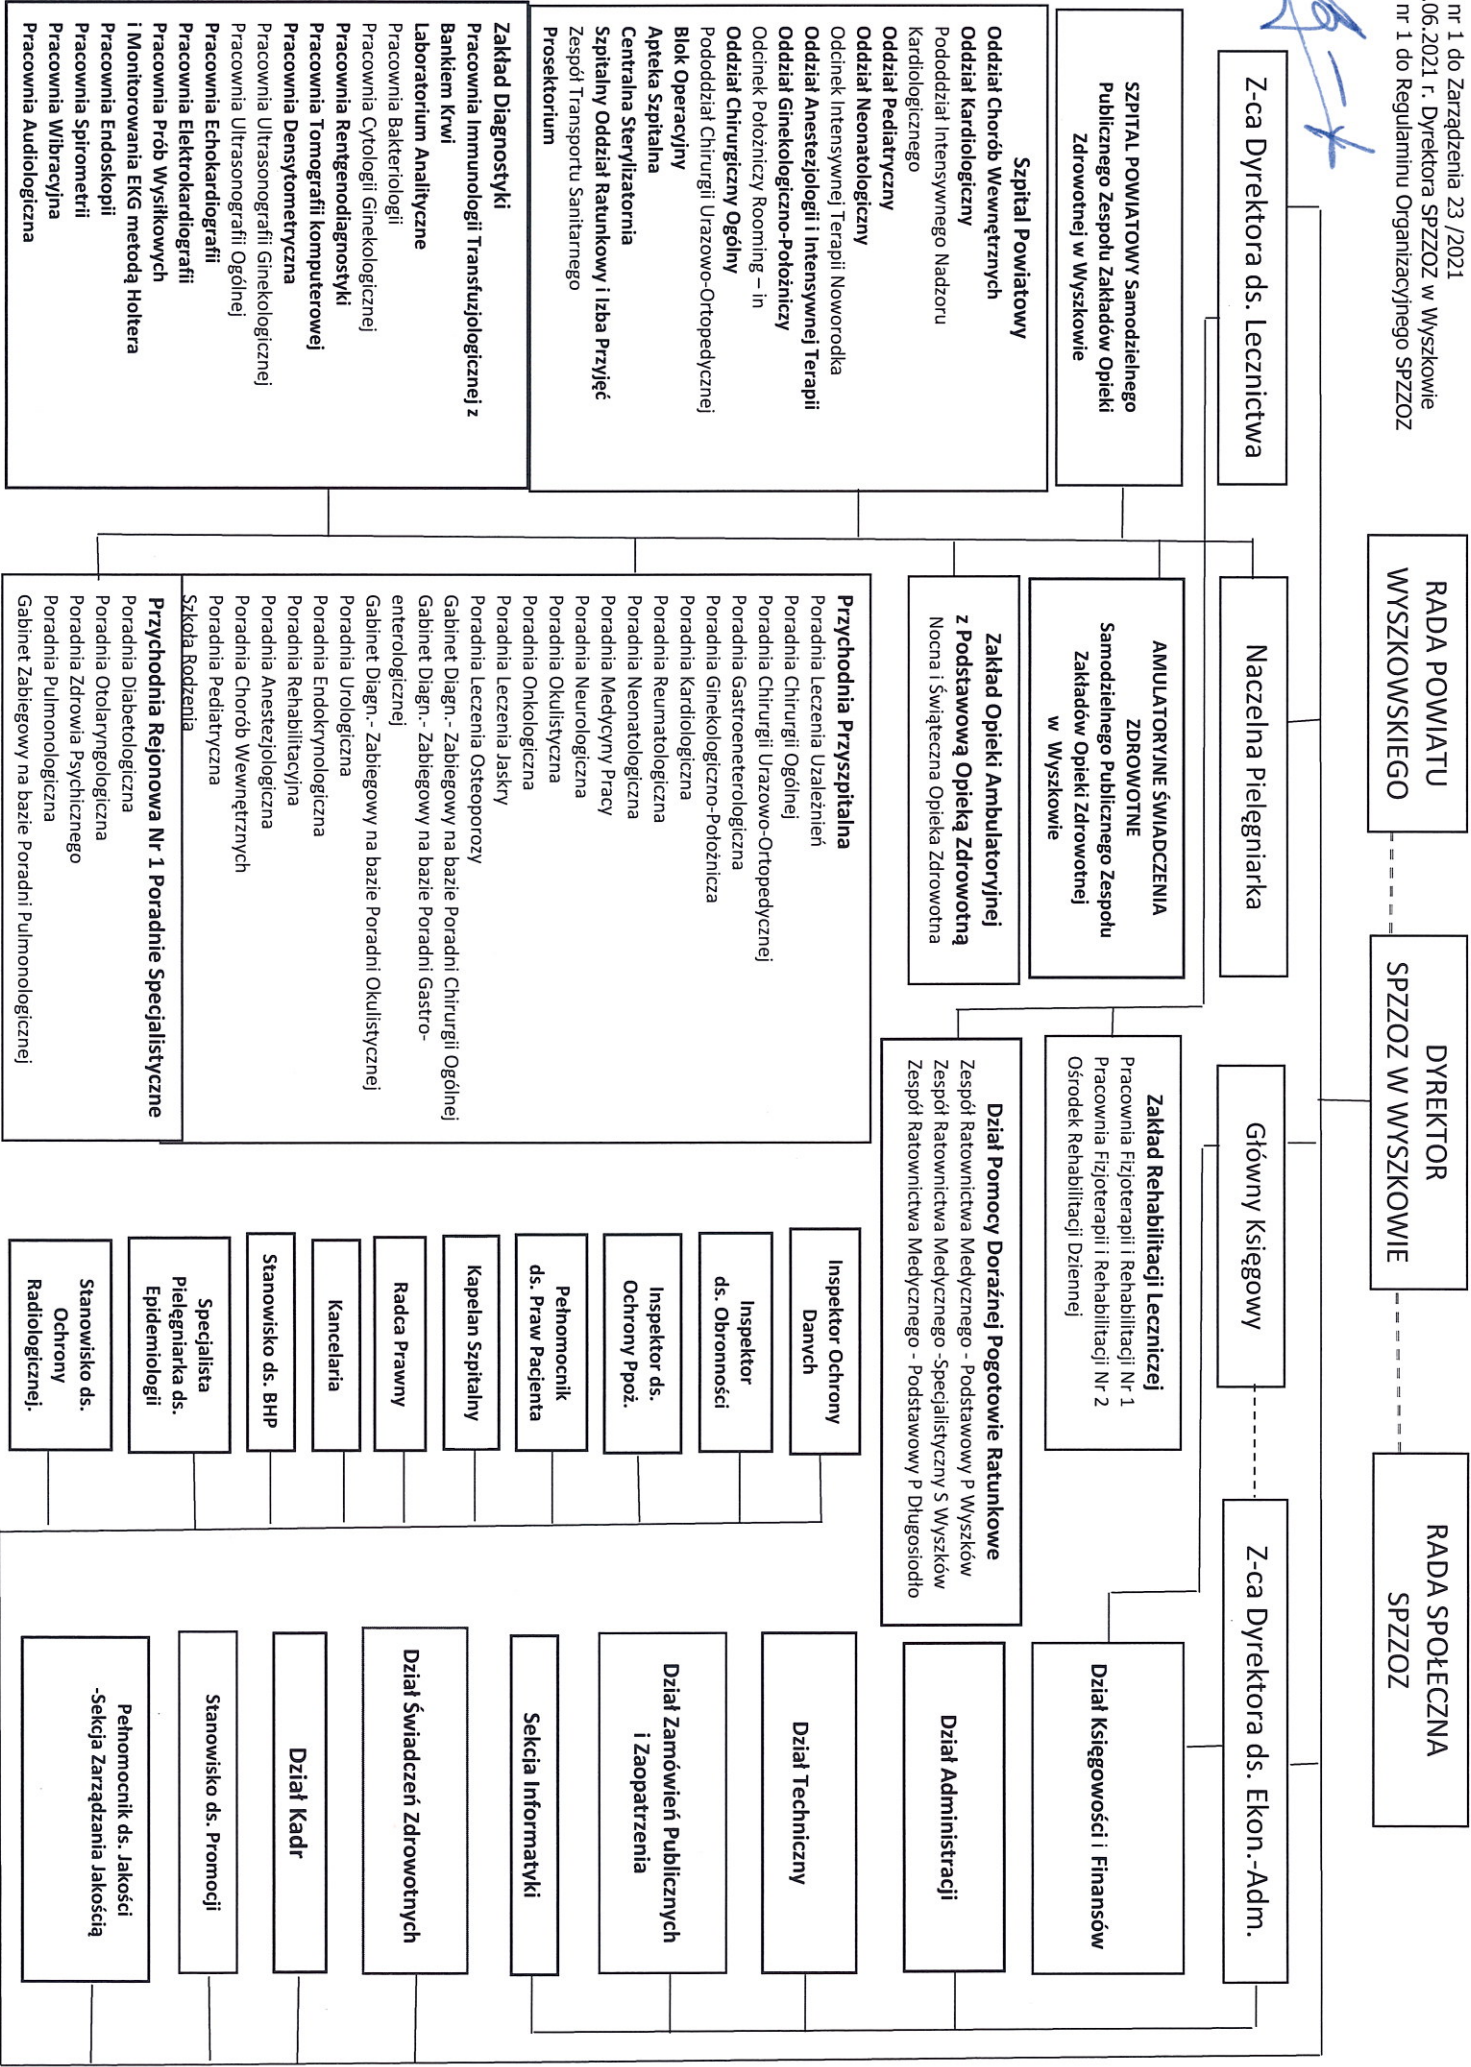 nr 1 do Zarządzenia 23 /2021
.06.2021 r. Dyrektora SPZZOZ w Wyszkowie
nr 1 do Regulaminu Organizacyjnego SPZZOZ
RADA POWIATU
WYSZKOWSKIEGO
DYREKTOR
SPZZOZ W WYSZKOWIE
RADA SPOŁECZNA
SPZZOZ
Z-ca Dyrektora ds. Lecznictwa
Naczelna Pielęgniarka
Główny Księgowy
Z-ca Dyrektora ds. Ekon.-Adm.
SZPITAL POWIATOWY Samodzielnego
Publicznego Zespołu Zakładów Opieki
Zdrowotnej w Wyszkowie
Szpital Powiatowy
Oddział Chorób Wewnętrznych
Oddział Kardiologiczny
Pododdział Intensywnego Nadzoru
Kardiologicznego
Oddział Pediatryczny
Oddział Neonatologiczny
Odcinek Intensywnej Terapii Noworodka
Oddział Anestezjologii i Intensywnej Terapii
Oddział Ginekologiczno-Położniczy
Odcinek Położniczy Rooming – in
Oddział Chirurgiczny Ogólny
Pododdział Chirurgii Urazowo-Ortopedycznej
Blok Operacyjny
Apteka Szpitalna
Centralna Sterylizatornia
Szpitalny Oddział Ratunkowy i Izba Przyjęć
Zespół Transportu Sanitarnego
Prosektorium
Zakład Diagnostyki
Pracownia Immunologii Transfuzjologicznej z
Bankiem Krwi
Laboratorium Analityczne
Pracownia Bakteriologii
Pracownia Cytologii Ginekologicznej
Pracownia Rentgenodiagnostyki
Pracownia Tomografii komputerowej
Pracownia Densytometryczna
Pracownia Ultrasonografii Ginekologicznej
Pracownia Ultrasonografii Ogólnej
Pracownia Echokardiografii
Pracownia Elektrokardiografii
Pracownia Prób Wysiłkowych
i Monitorowania EKG metodą Holtera
Pracownia Endoskopii
Pracownia Spirometrii
Pracownia Wibracyjna
Pracownia Audiologiczna
AMULATORYJNE ŚWIADCZENIA
ZDROWOTNE
Samodzielnego Publicznego Zespołu
Zakładów Opieki Zdrowotnej
w Wyszkowie
Zakład Opieki Ambulatoryjnej
z Podstawową Opieką Zdrowotną
Nocna i Świąteczna Opieka Zdrowotna
Przychodnia Przyszpitalna
Poradnia Leczenia Uzależnień
Poradnia Chirurgii Ogólnej
Poradnia Chirurgii Urazowo-Ortopedycznej
Poradnia Gastroeneterologiczna
Poradnia Ginekologiczno-Położnicza
Poradnia Kardiologiczna
Poradnia Reumatologiczna
Poradnia Neonatologiczna
Poradnia Medycyny Pracy
Poradnia Neurologiczna
Poradnia Okulistyczna
Poradnia Onkologiczna
Poradnia Leczenia Jaskry
Poradnia Leczenia Osteoporozy
Gabinet Diagn.- Zabiegowy na bazie Poradni Chirurgii Ogólnej
Gabinet Diagn.- Zabiegowy na bazie Poradni Gastro-
enterologicznej
Gabinet Diagn.- Zabiegowy na bazie Poradni Okulistycznej
Poradnia Urologiczna
Poradnia Endokrynologiczna
Poradnia Rehabilitacyjna
Poradnia Anestezjologiczna
Poradnia Chorób Wewnętrznych
Poradnia Pediatryczna
Szkoła Rodzenia
Przychodnia Rejonowa Nr 1 Poradnie Specjalistyczne
Poradnia Diabetologiczna
Poradnia Otolaryngologiczna
Poradnia Zdrowia Psychicznego
Poradnia Pulmonologiczna
Gabinet Zabiegowy na bazie Poradni Pulmonologicznej
Zakład Rehabilitacji Leczniczej
Pracownia Fizjoterapii i Rehabilitacji Nr 1
Pracownia Fizjoterapii i Rehabilitacji Nr 2
Ośrodek Rehabilitacji Dziennej
Dział Pomocy Doraźnej Pogotowie Ratunkowe
Zespół Ratownictwa Medycznego - Podstawowy P Wyszków
Zespół Ratownictwa Medycznego -Specjalistyczny S Wyszków
Zespół Ratownictwa Medycznego - Podstawowy P Długosiodło
Inspektor Ochrony
Danych
Inspektor
ds. Obronności
Inspektor ds.
Ochrony Ppoż.
Pełnomocnik
ds. Praw Pacjenta
Kapelan Szpitalny
Radca Prawny
Kancelaria
Stanowisko ds. BHP
Specjalista
Pielęgniarka ds.
Epidemiologii
Stanowisko ds.
Ochrony
Radiologicznej.
Dział Księgowości i Finansów
Dział Administracji
Dział Techniczny
Dział Zamówień Publicznych
i Zaopatrzenia
Sekcja Informatyki
Dział Świadczeń Zdrowotnych
Dział Kadr
Stanowisko ds. Promocji
Pełnomocnik ds. Jakości
-Sekcja Zarządzania Jakością